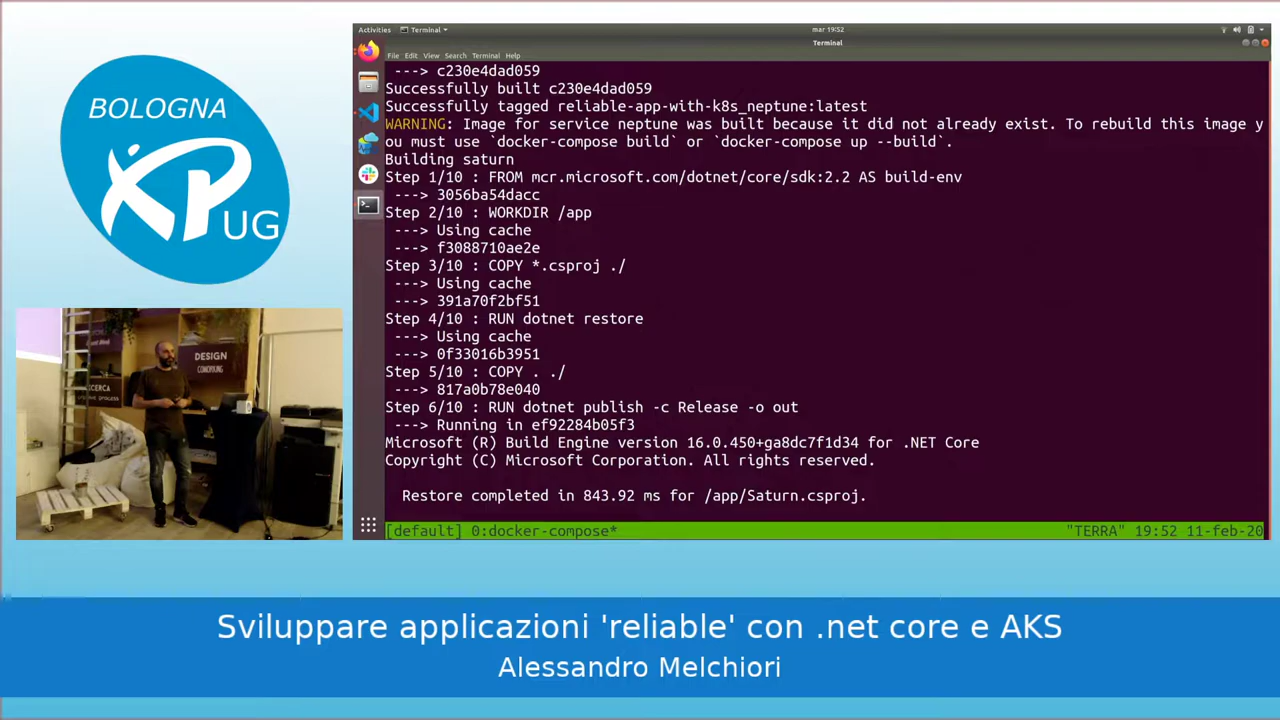 BOLOGNA
XP
UG
DESIGN
COWORKING
Activities
Terminal
mar 19:52
Terminal
File Edit View Search Terminal Help
---> c230e4dad059
Successfully built c230e4dad059
Successfully tagged reliable-app-with-k8s_neptune:latest
WARNING: Image for service neptune was built because it did not already exist. To rebuild this image y
ou must use `docker-compose build` or `docker-compose up --build`.
Building saturn
Step 1/10 : FROM mcr.microsoft.com/dotnet/core/sdk:2.2 AS build-env
---> 3056ba54dacc
Step 2/10 : WORKDIR /app
---> Using cache
---> f3088710ae2e
Step 3/10 : COPY *.csproj ./
---> Using cache
---> 391a70f2bf51
Step 4/10 : RUN dotnet restore
---> Using cache
---> 0f33016b3951
Step 5/10 : COPY . ./
---> 817a0b78e040
Step 6/10 : RUN dotnet publish -c Release -o out
---> Running in ef92284b05f3
Microsoft (R) Build Engine version 16.0.450+ga8dc7f1d34 for .NET Core
Copyright (C) Microsoft Corporation. All rights reserved.
Restore completed in 843.92 ms for /app/Saturn.csproj.
[default] 0:docker-compose* "TERRA" 19:52 11-feb-20
Sviluppare applicazioni 'reliable' con .net core e AKS
Alessandro Melchiori